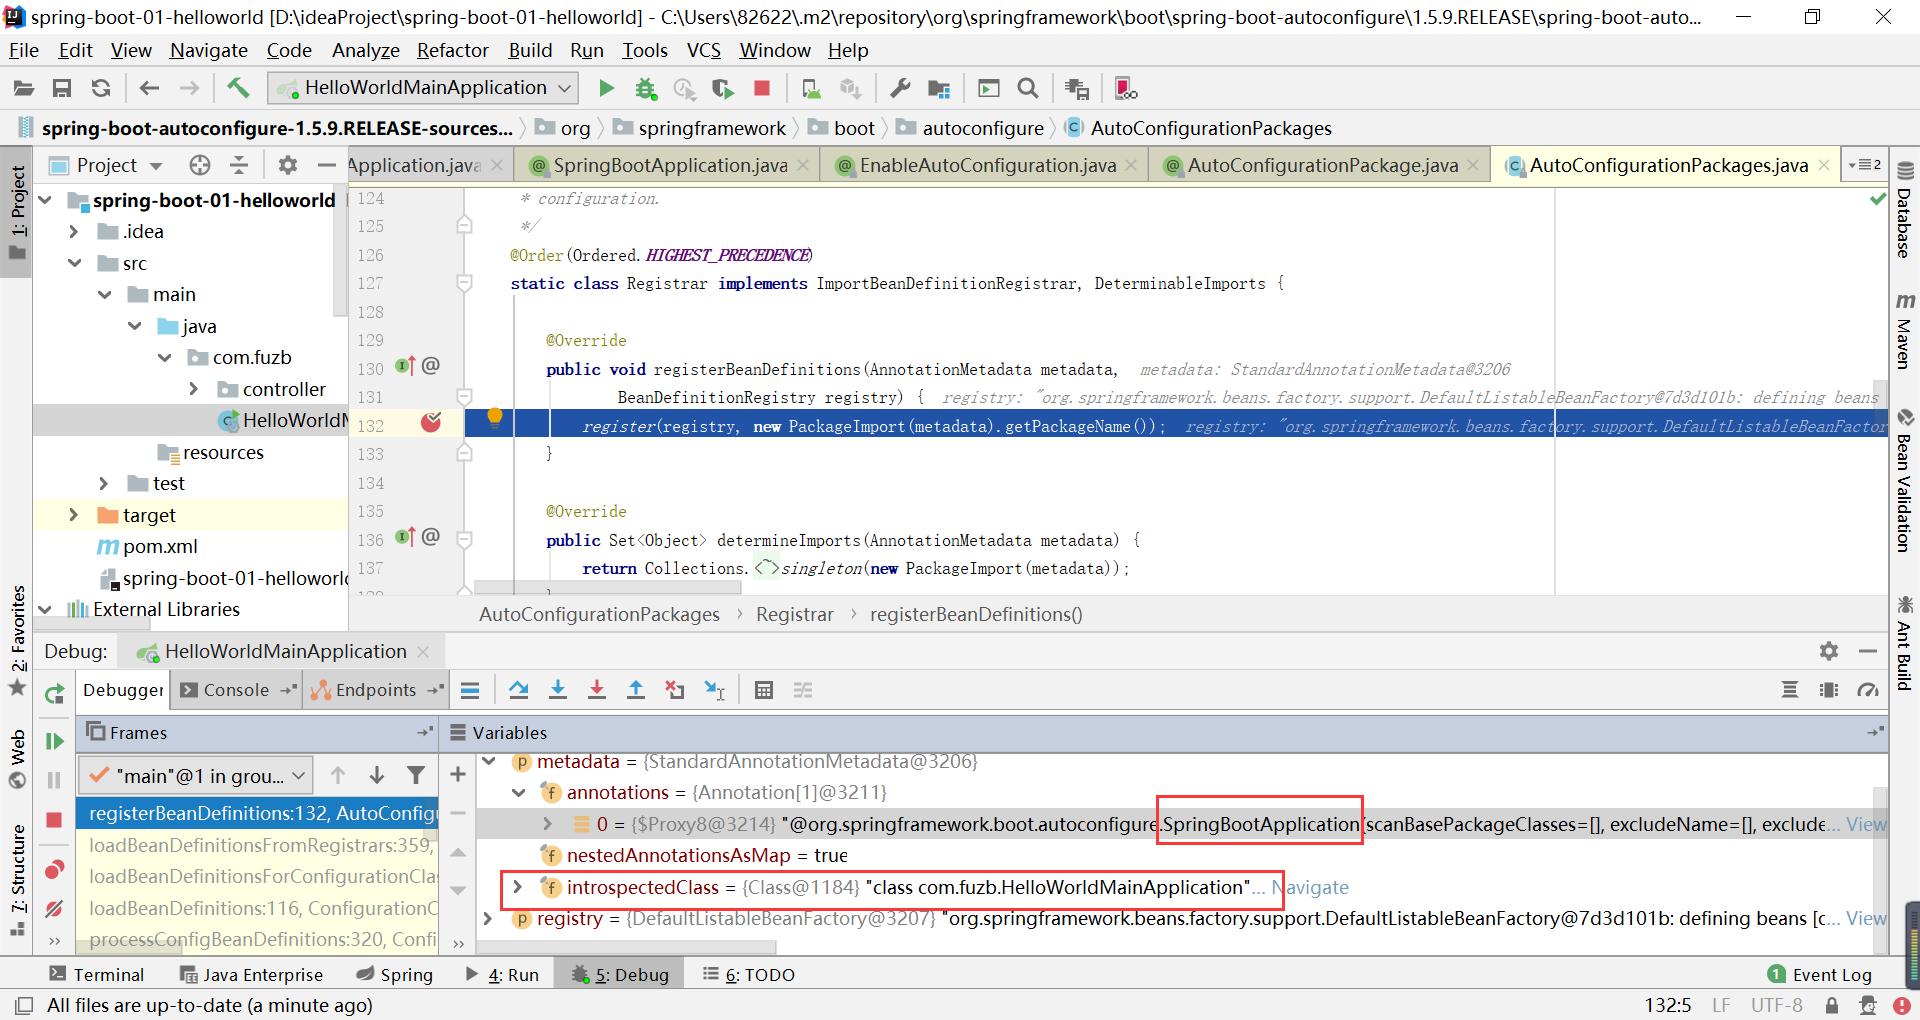 spring-boot-01-helloworld [D:\ideaProject\spring-boot-01-helloworld] - C:\Users\82622\.m2\repository\org\springframework\boot\spring-boot-autoconfigure\1.5.9.RELEASE\spring-boot-auto...
File Edit View Navigate Code Analyze Refactor Build Run Tools VCS Window Help
HelloWorldMainApplication
spring-boot-autoconfigure-1.5.9.RELEASE-sources... org springframework boot autoconfigure AutoConfigurationPackages
Project
Application.java SpringBootApplication.java EnableAutoConfiguration.java AutoConfigurationPackage.java AutoConfigurationPackages.java 2
1: Project
2: Favorites
Web
7: Structure
spring-boot-01-helloworld
.idea
src
main
java
com.fuzb
controller
HelloWorldM
resources
test
target
pom.xml
spring-boot-01-helloworld
External Libraries
124 * configuration.
125 */
126 @Order(Ordered.HIGHEST_PRECEDENCE)
127 static class Registrar implements ImportBeanDefinitionRegistrar, DeterminableImports {
128
129 @Override
130 public void registerBeanDefinitions(AnnotationMetadata metadata, metadata: StandardAnnotationMetadata@3206
131 BeanDefinitionRegistry registry) { registry: "org.springframework.beans.factory.support.DefaultListableBeanFactory@7d3d101b: defining beans
132 register(registry, new PackageImport(metadata).getPackageName()); registry: "org.springframework.beans.factory.support.DefaultListableBeanFactor
133 }
134
135 @Override
136 public Set<Object> determineImports(AnnotationMetadata metadata) {
137 return Collections.<~>singleton(new PackageImport(metadata));
138 }
AutoConfigurationPackages › Registrar › registerBeanDefinitions()
Database
Maven
Bean Validation
Ant Build
Debug: HelloWorldMainApplication
Debugger Console Endpoints
Frames
"main"@1 in grou...
registerBeanDefinitions:132, AutoConfigu
loadBeanDefinitionsFromRegistrars:359,
loadBeanDefinitionsForConfigurationClas
loadBeanDefinitions:116, ConfigurationC
processConfigBeanDefinitions:320, Confi
Variables
metadata = {StandardAnnotationMetadata@3206}
annotations = {Annotation[1]@3211}
0 = {$Proxy8@3214} "@org.springframework.boot.autoconfigure.SpringBootApplication(scanBasePackageClasses=[], excludeName=[], exclude... View
nestedAnnotationsAsMap = true
introspectedClass = {Class@1184} "class com.fuzb.HelloWorldMainApplication"... Navigate
registry = {DefaultListableBeanFactory@3207} "org.springframework.beans.factory.support.DefaultListableBeanFactory@7d3d101b: defining beans [c... View
Terminal Java Enterprise Spring 4: Run 5: Debug 6: TODO 1 Event Log
All files are up-to-date (a minute ago) 132:5 LF UTF-8